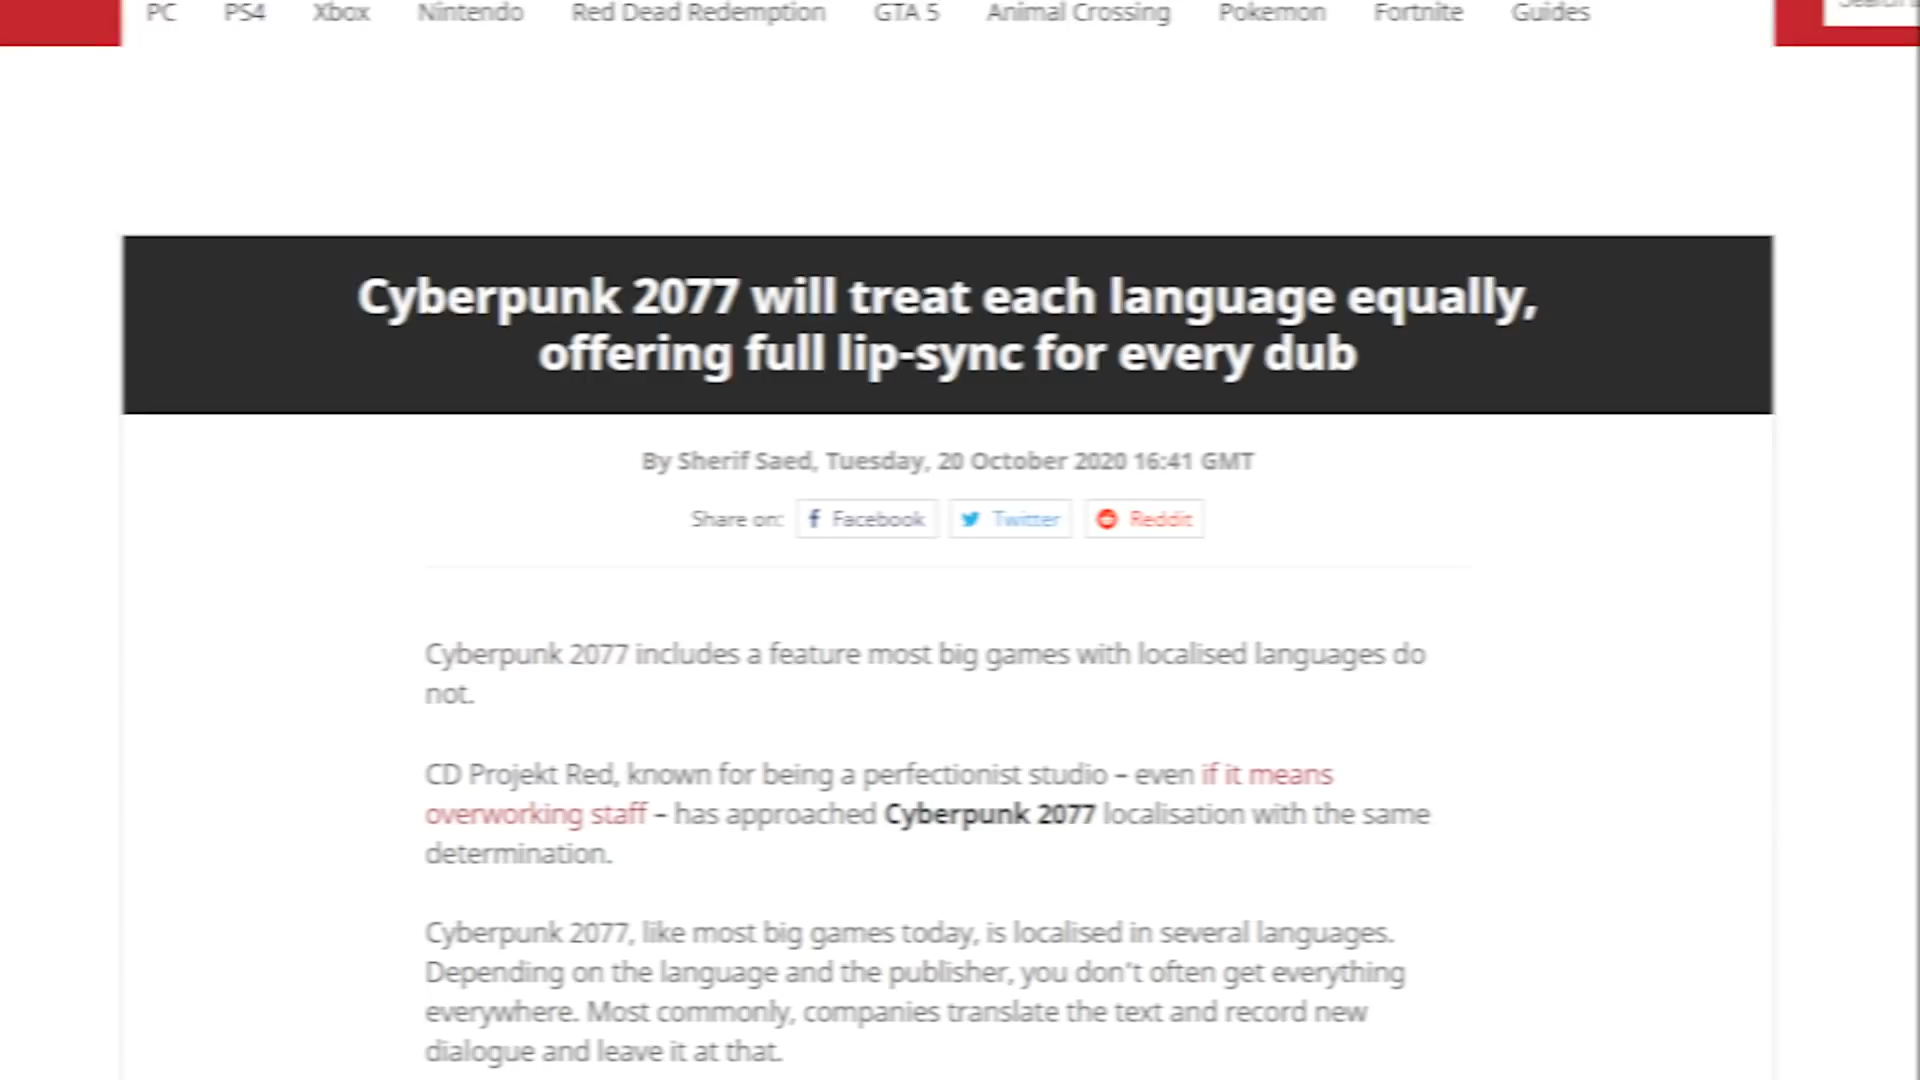 PC PS4 Xbox Nintendo Red Dead Redemption GTA 5 Animal Crossing Pokemon Fortnite Guides
Cyberpunk 2077 will treat each language equally,
offering full lip-sync for every dub
By Sherif Saed, Tuesday, 20 October 2020 16:41 GMT
Share on: Facebook Twitter Reddit
Cyberpunk 2077 includes a feature most big games with localised languages do
not.
CD Projekt Red, known for being a perfectionist studio – even if it means
overworking staff – has approached Cyberpunk 2077 localisation with the same
determination.
Cyberpunk 2077, like most big games today, is localised in several languages.
Depending on the language and the publisher, you don't often get everything
everywhere. Most commonly, companies translate the text and record new
dialogue and leave it at that.